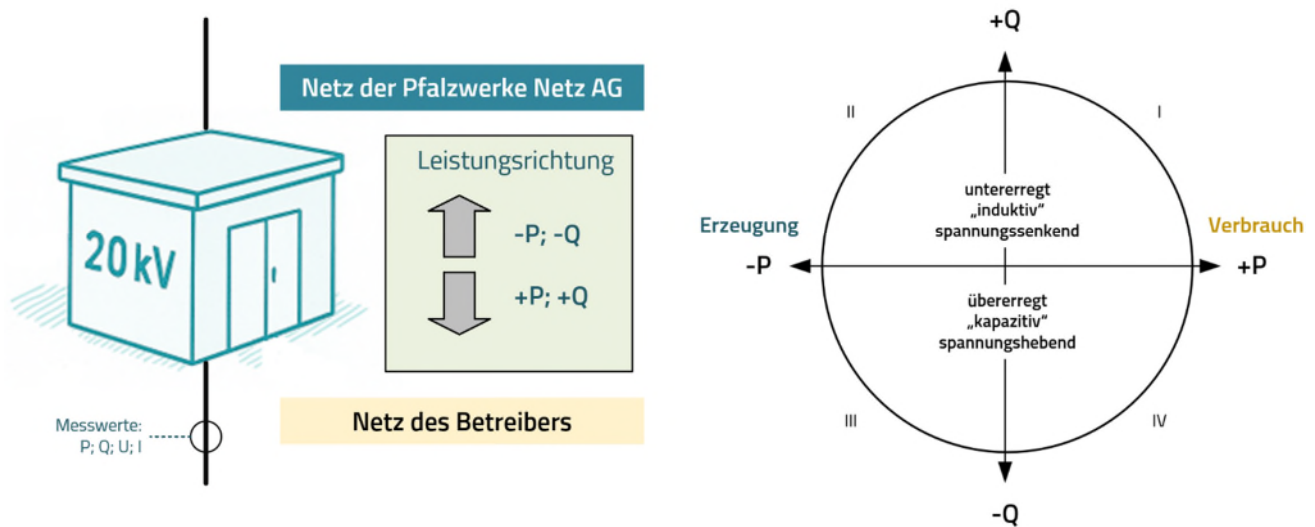 Netz der Pfalzwerke Netz AG
20 kV
Leistungsrichtung
-P; -Q
+P; +Q
Netz des Betreibers
Messwerte:
P; Q; U; I
+Q
II
I
untererregt
„induktiv“
spannungssenkend
Erzeugung
Verbrauch
-P
+P
übererregt
„kapazitiv“
spannungshebend
III
IV
-Q